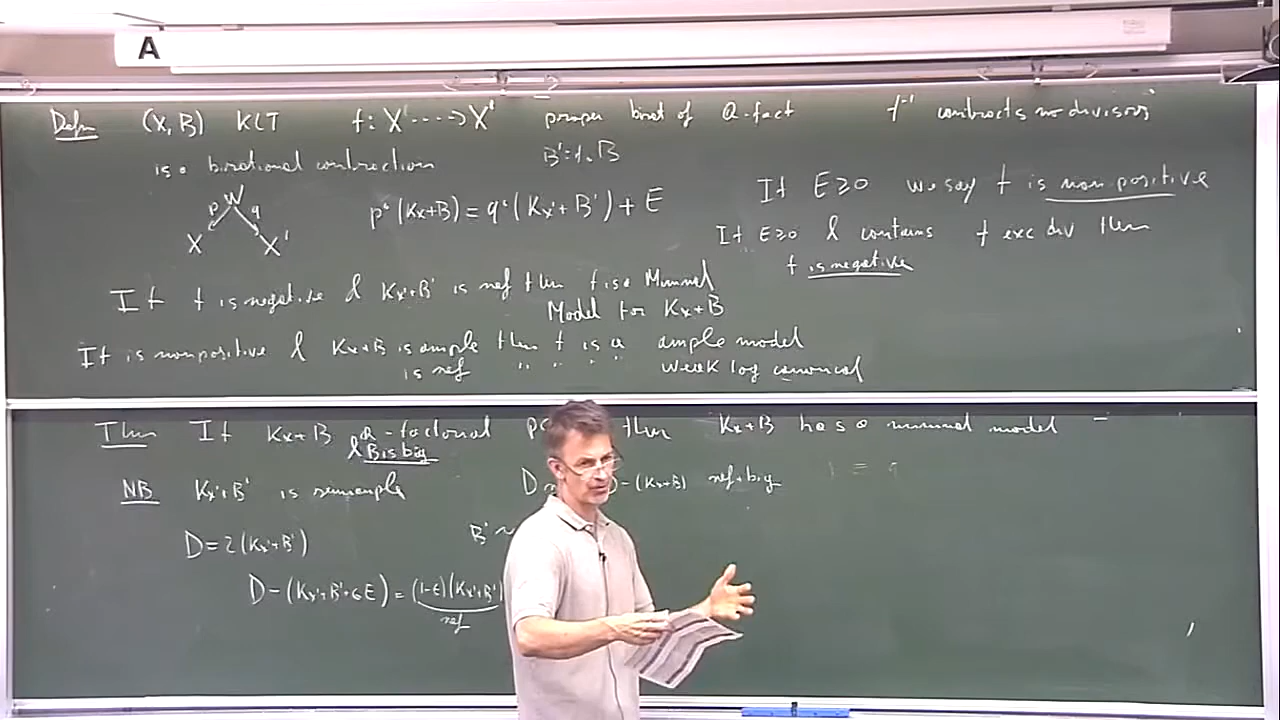 A
Defn (X, B) KLT f: X ----> X' proper birat of Q-fact f⁻¹ contracts no divisors
is a birational contraction B' = f_* B
W
p q
X X'
p*(Kx+B) = q*(Kx'+B') + E
If E≥0 we say f is non positive
If E≥0 & contains f exc div then
f is negative
If f is negative & Kx'+B' is nef then f is a Minimal
Model for Kx+B
If is nonpositive & Kx+B is ample then f is a ample model
is nef " " " " weak log canonical
Thm If Kx+B Q-factorial then Kx+B has a minimal model
& B is big
NB Kx'+B' is semiample D - (Kx+B) nef + big
D = 2(Kx'+B') B' ~
D - (Kx'+B'+εE) = (1-ε)(Kx'+B')
nef